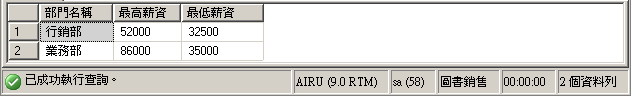 部門名稱 最高薪資 最低薪資
1 行銷部 52000 32500
2 業務部 86000 35000
已成功執行查詢。 AIRU (9.0 RTM) sa (58) 圖書銷售 00:00:00 2 個資料列